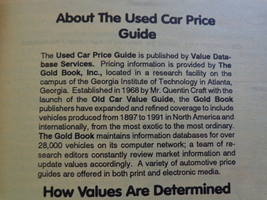 About The Used Car Price
Guide
The Used Car Price Guide is published by Value Data-
base Services. Pricing information is provided by The
Gold Book, Inc., located in a research facility on the
campus of the Georgia Institute of Technology in Atlanta,
Georgia. Established in 1968 by Mr. Quentin Craft with the
launch of the Old Car Value Guide, the Gold Book
publishers have expanded and refined coverage to include
vehicles produced from 1897 to 1991 in North America and
internationally, from the most exotic to the most ordinary.
The Gold Book maintains information databases for over
28,000 vehicles on its computer network; a team of re-
search editors constantly review market information and
update values accordingly. A variety of automotive price
guides are offered in both print and electronic media.
How Values Are Determined